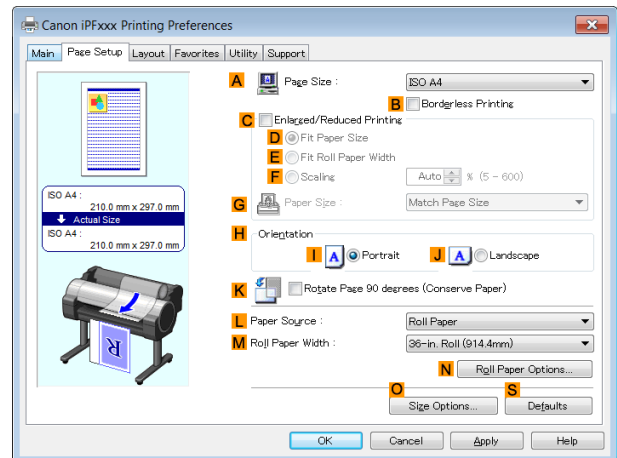 Canon iPFxxx Printing Preferences
Main Page Setup Layout Favorites Utility Support
A Page Size : ISO A4
B Borderless Printing
C Enlarged/Reduced Printing
D Fit Paper Size
E Fit Roll Paper Width
F Scaling Auto % (5 - 600)
G Paper Size : Match Page Size
ISO A4 :
210.0 mm x 297.0 mm
Actual Size
ISO A4 :
210.0 mm x 297.0 mm
H Orientation
I A Portrait J A Landscape
K Rotate Page 90 degrees (Conserve Paper)
L Paper Source : Roll Paper
M Roll Paper Width : 36-in. Roll (914.4mm)
R
N Roll Paper Options...
O S
Size Options... Defaults
OK Cancel Apply Help